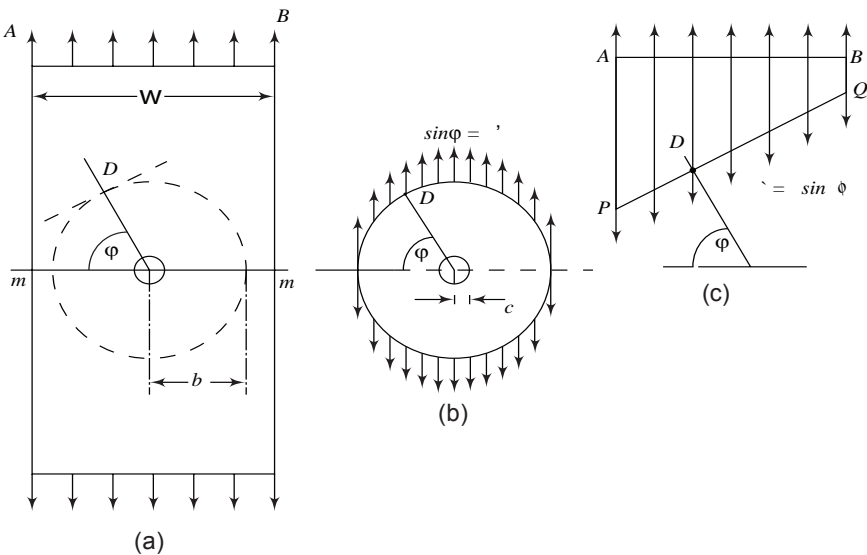 A
B
W
D
φ
m
m
b
(a)
sinφ = ’
D
φ
c
(b)
A
B
Q
D
P
‵ = sin ϕ
φ
(c)